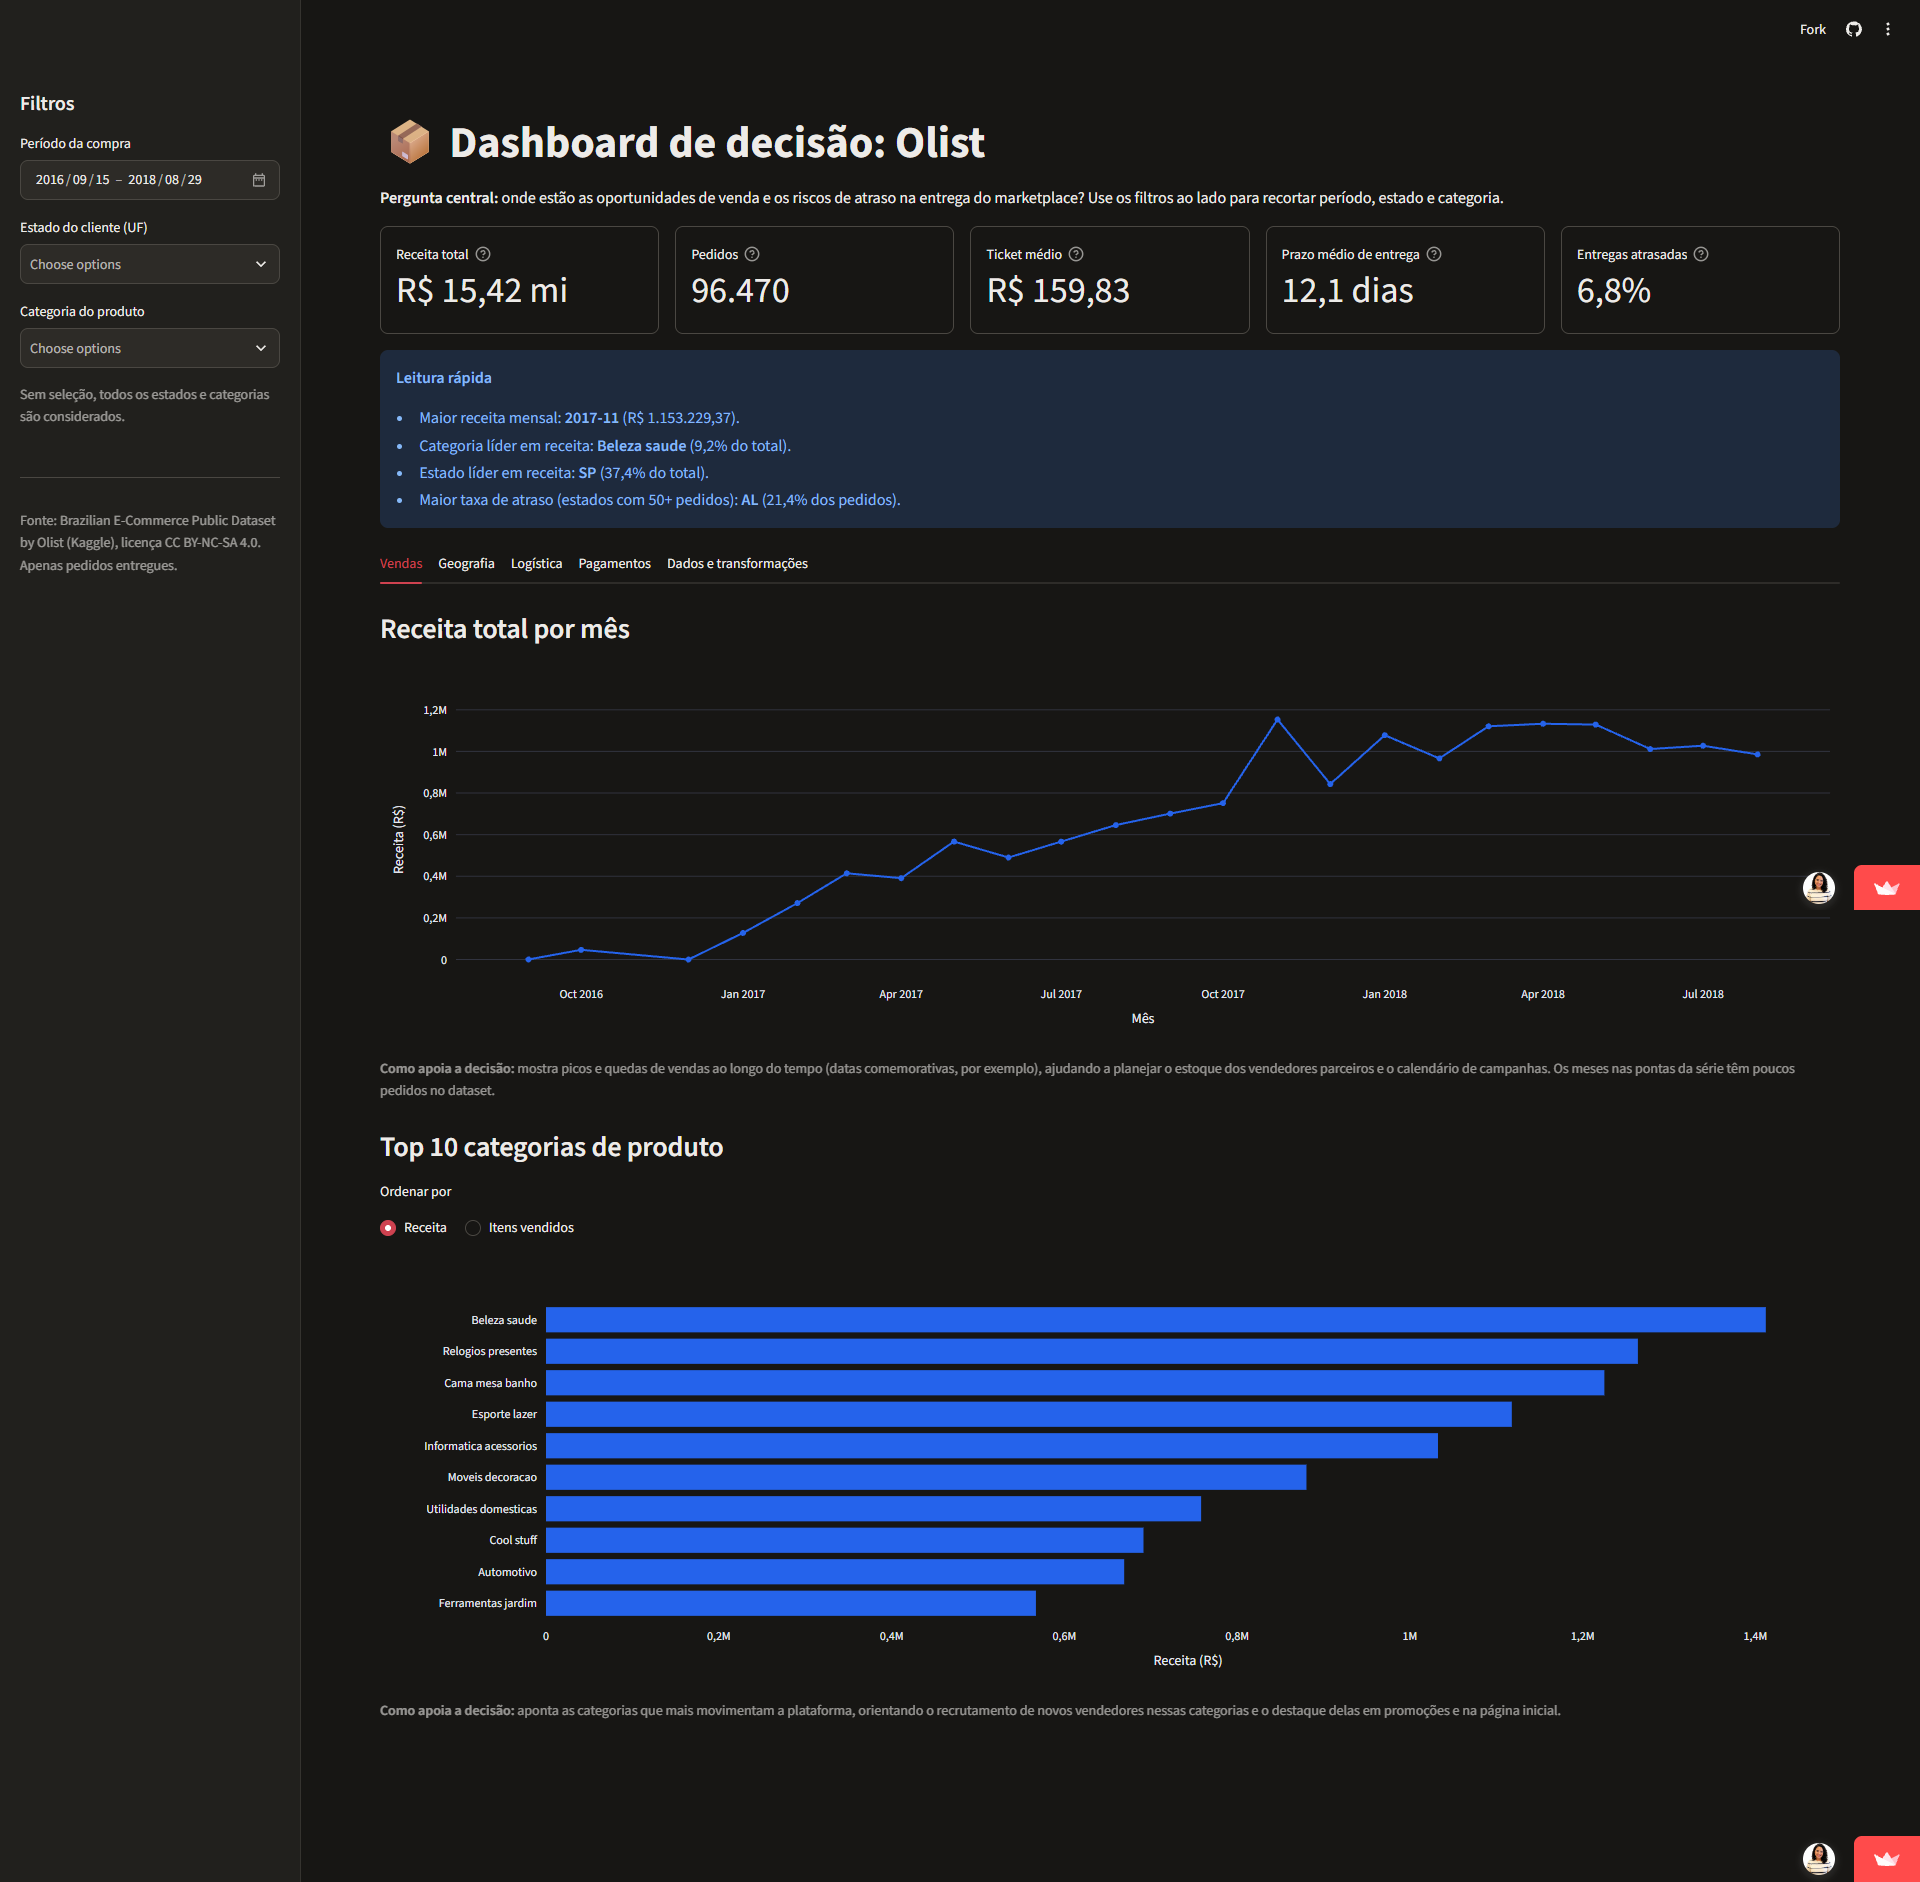 Fork
Filtros
Período da compra
2016/09/15 – 2018/08/29
Estado do cliente (UF)
Choose options
Categoria do produto
Choose options
Sem seleção, todos os estados e categorias
são considerados.
Fonte: Brazilian E-Commerce Public Dataset
by Olist (Kaggle), licença CC BY-NC-SA 4.0.
Apenas pedidos entregues.
Dashboard de decisão: Olist
Pergunta central: onde estão as oportunidades de venda e os riscos de atraso na entrega do marketplace? Use os filtros ao lado para recortar período, estado e categoria.
Receita total
R$ 15,42 mi
Pedidos
96.470
Ticket médio
R$ 159,83
Prazo médio de entrega
12,1 dias
Entregas atrasadas
6,8%
Leitura rápida
Maior receita mensal: 2017-11 (R$ 1.153.229,37).
Categoria líder em receita: Beleza saude (9,2% do total).
Estado líder em receita: SP (37,4% do total).
Maior taxa de atraso (estados com 50+ pedidos): AL (21,4% dos pedidos).
Vendas Geografia Logística Pagamentos Dados e transformações
Receita total por mês
Receita (R$)
1,2M
1M
0,8M
0,6M
0,4M
0,2M
0
Oct 2016 Jan 2017 Apr 2017 Jul 2017 Oct 2017 Jan 2018 Apr 2018 Jul 2018
Mês
Como apoia a decisão: mostra picos e quedas de vendas ao longo do tempo (datas comemorativas, por exemplo), ajudando a planejar o estoque dos vendedores parceiros e o calendário de campanhas. Os meses nas pontas da série têm poucos
pedidos no dataset.
Top 10 categorias de produto
Ordenar por
Receita Itens vendidos
Beleza saude
Relogios presentes
Cama mesa banho
Esporte lazer
Informatica acessorios
Moveis decoracao
Utilidades domesticas
Cool stuff
Automotivo
Ferramentas jardim
0 0,2M 0,4M 0,6M 0,8M 1M 1,2M 1,4M
Receita (R$)
Como apoia a decisão: aponta as categorias que mais movimentam a plataforma, orientando o recrutamento de novos vendedores nessas categorias e o destaque delas em promoções e na página inicial.